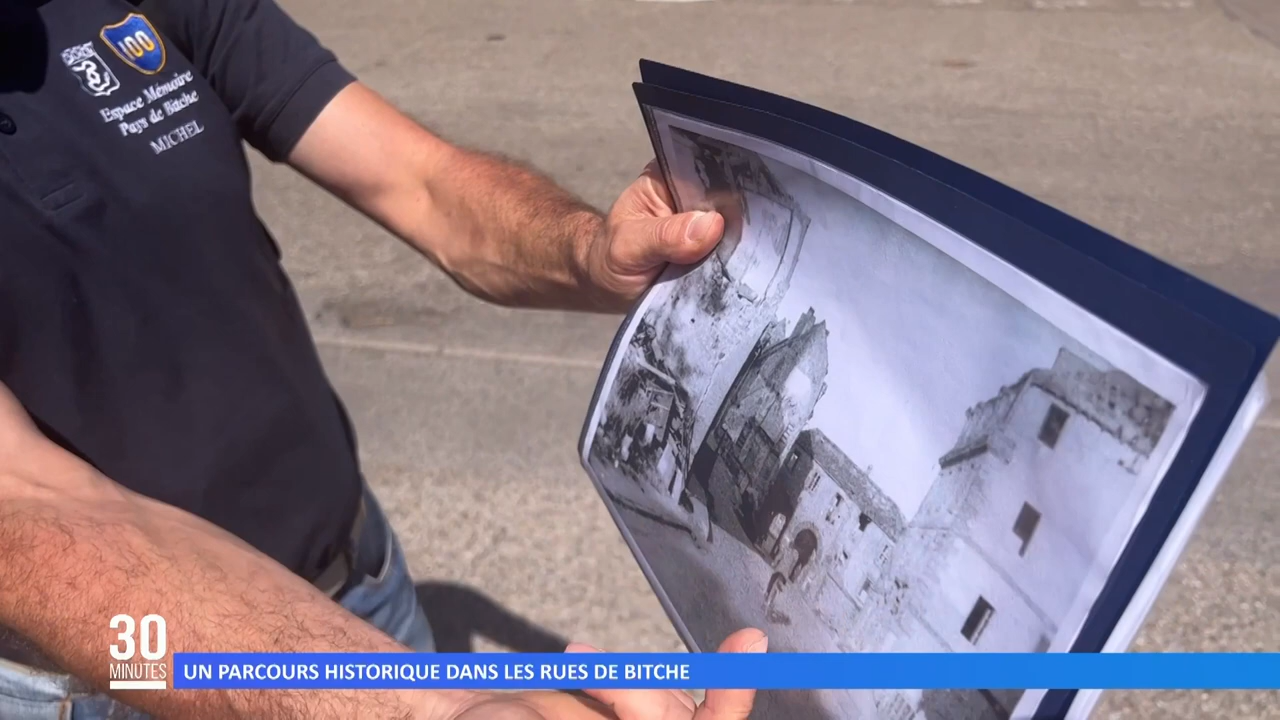 100
Espace Mémoire
Pays de Bitche
MICHEL
30
MINUTES
UN PARCOURS HISTORIQUE DANS LES RUES DE BITCHE